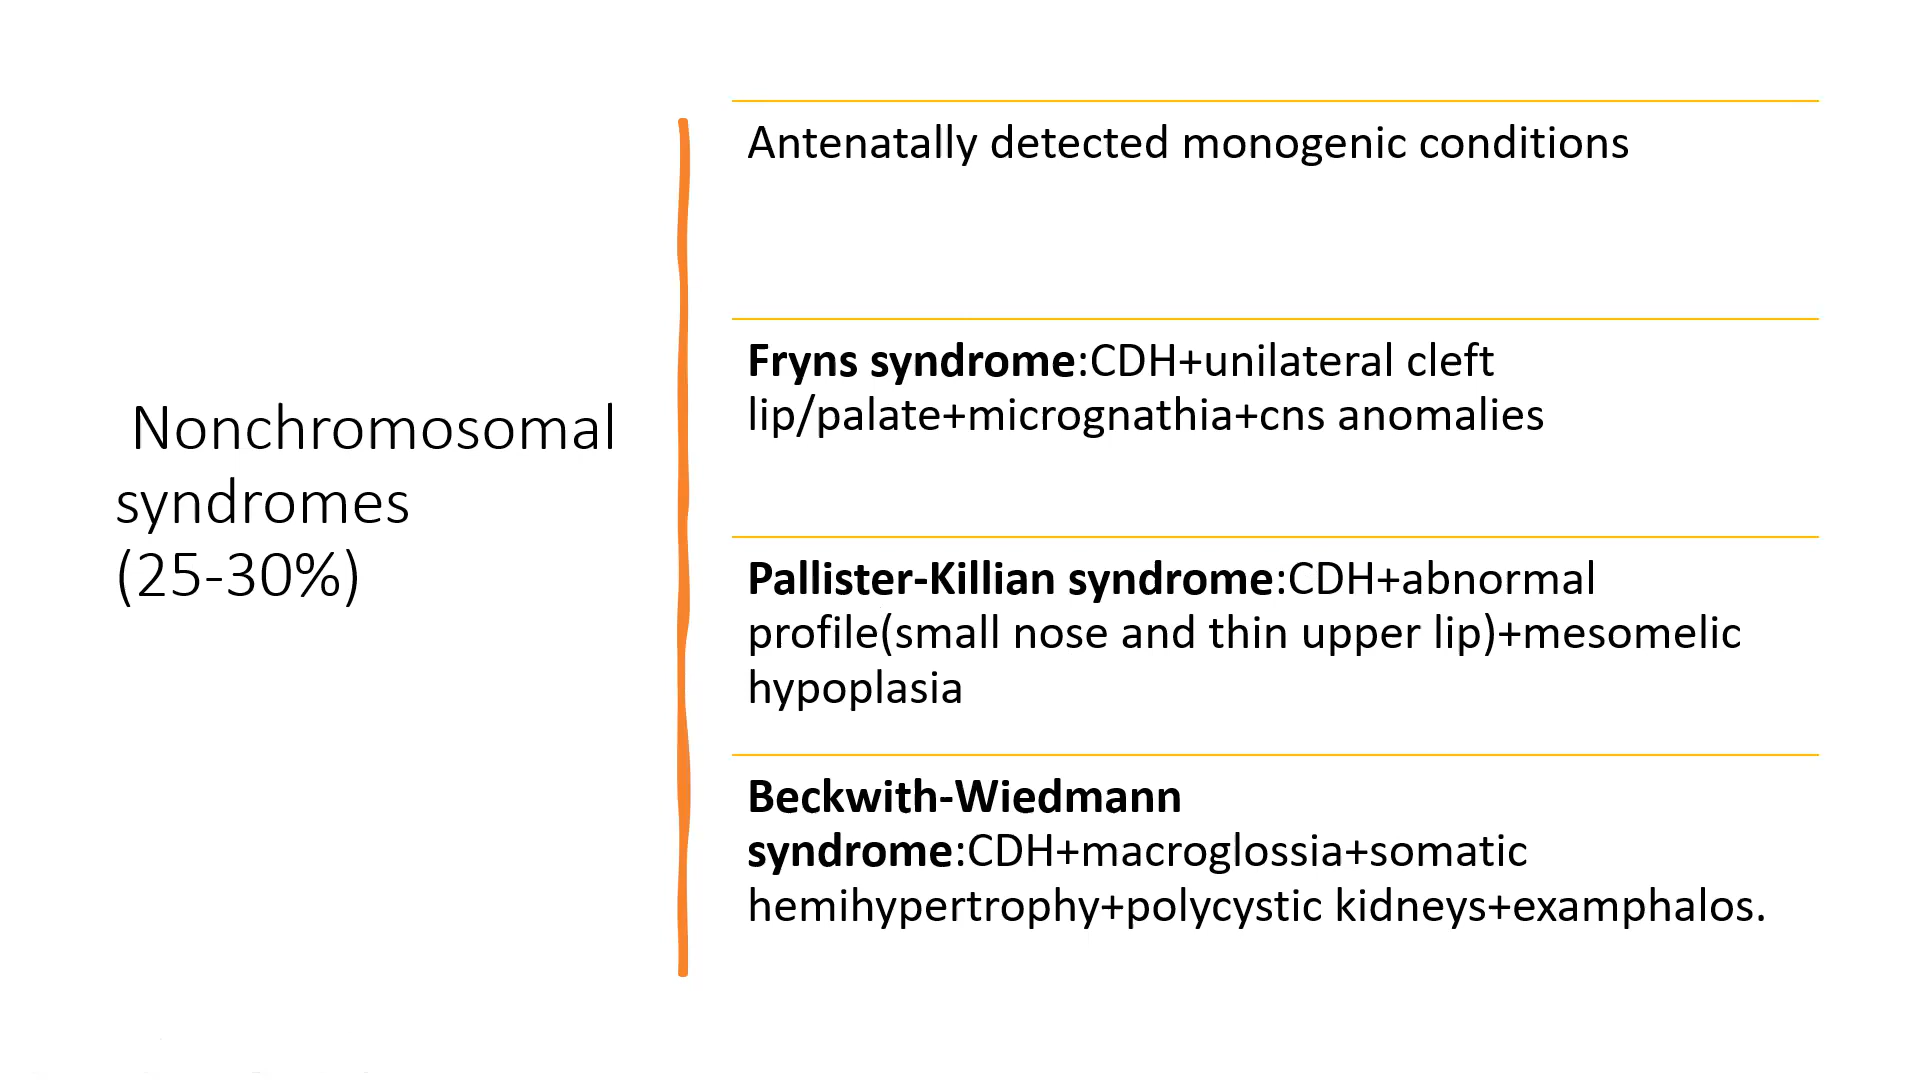 Nonchromosomal
syndromes
(25-30%)
Antenatally detected monogenic conditions
Fryns syndrome:CDH+unilateral cleft
lip/palate+micrognathia+cns anomalies
Pallister-Killian syndrome:CDH+abnormal
profile(small nose and thin upper lip)+mesomelic
hypoplasia
Beckwith-Wiedmann
syndrome:CDH+macroglossia+somatic
hemihypertrophy+polycystic kidneys+examphalos.